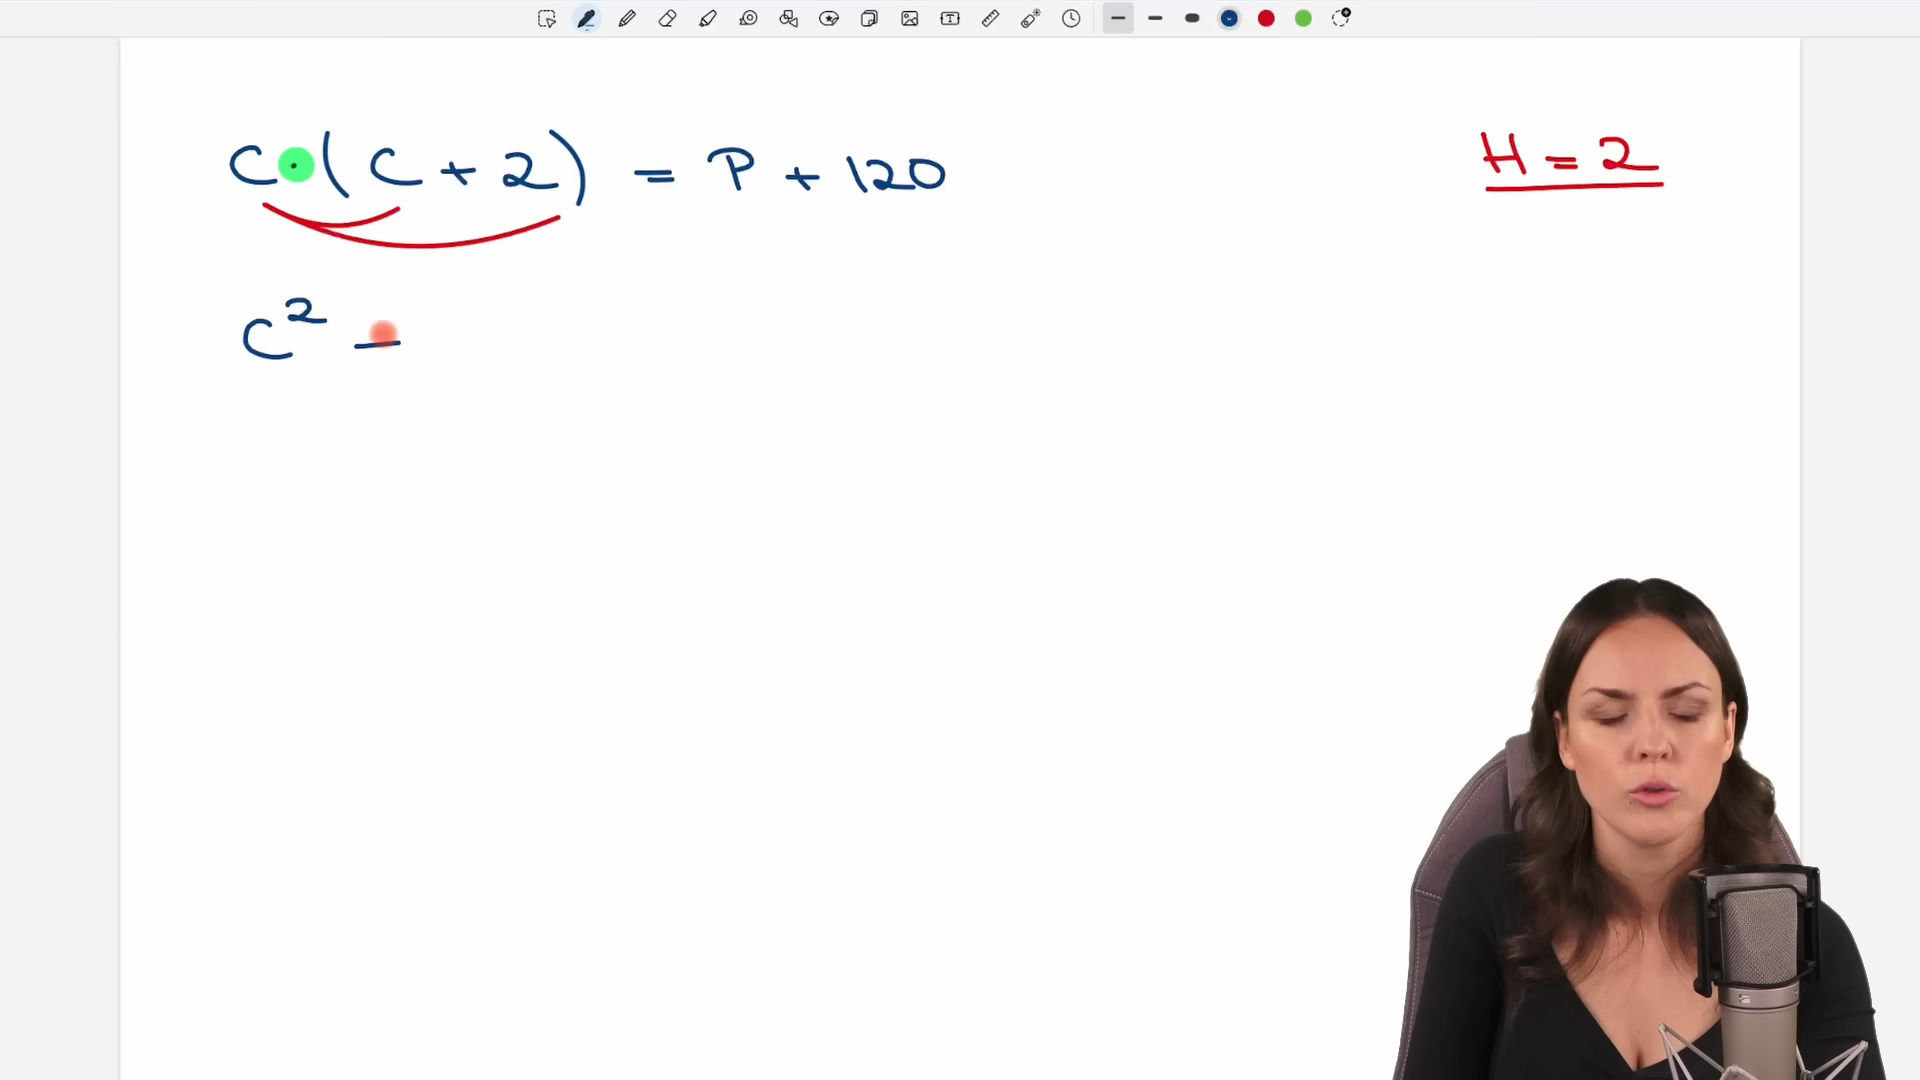 C·(C + 2) = P + 120
H = 2
C² –